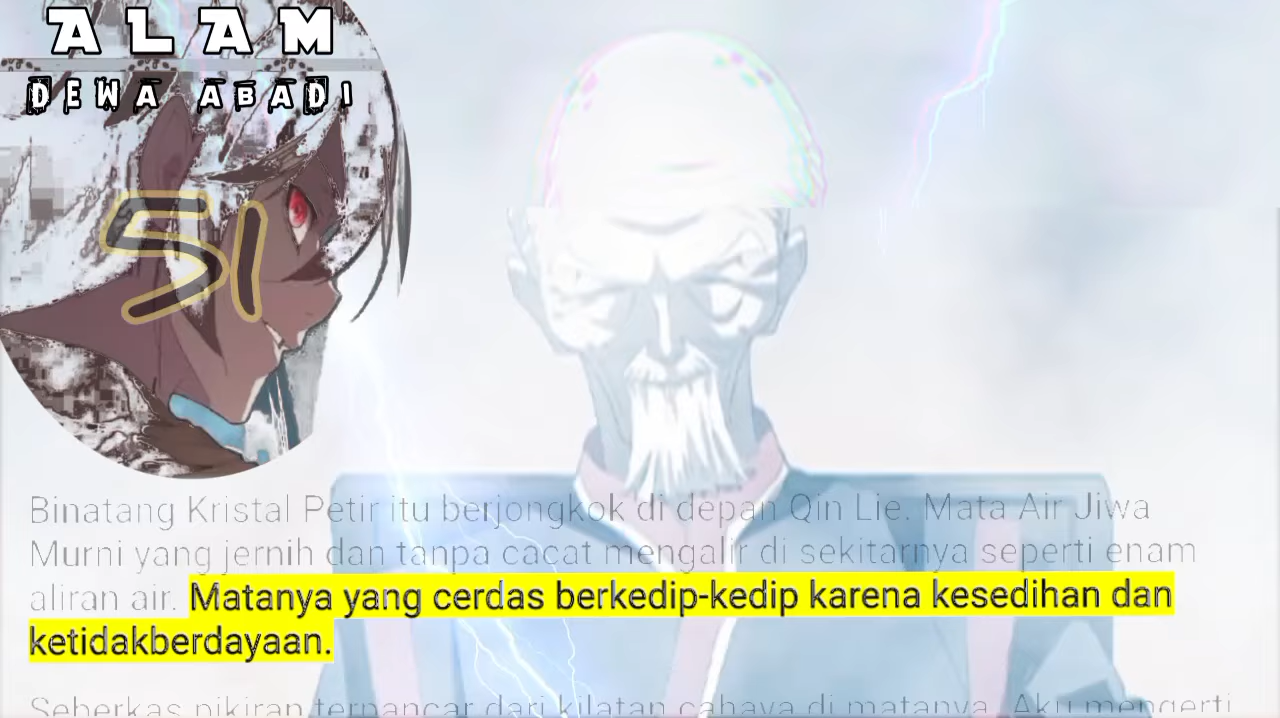 ALAM
DEWA ABADI
51
Binatang Kristal Petir itu berjongkok di depan Qin Lie. Mata Air Jiwa
Murni yang jernih dan tanpa cacat mengalir di sekitarnya seperti enam
aliran air. Matanya yang cerdas berkedip-kedip karena kesedihan dan
ketidakberdayaan.
Seberkas pikiran terpancar dari kilatan cahaya di matanya. Aku mengerti